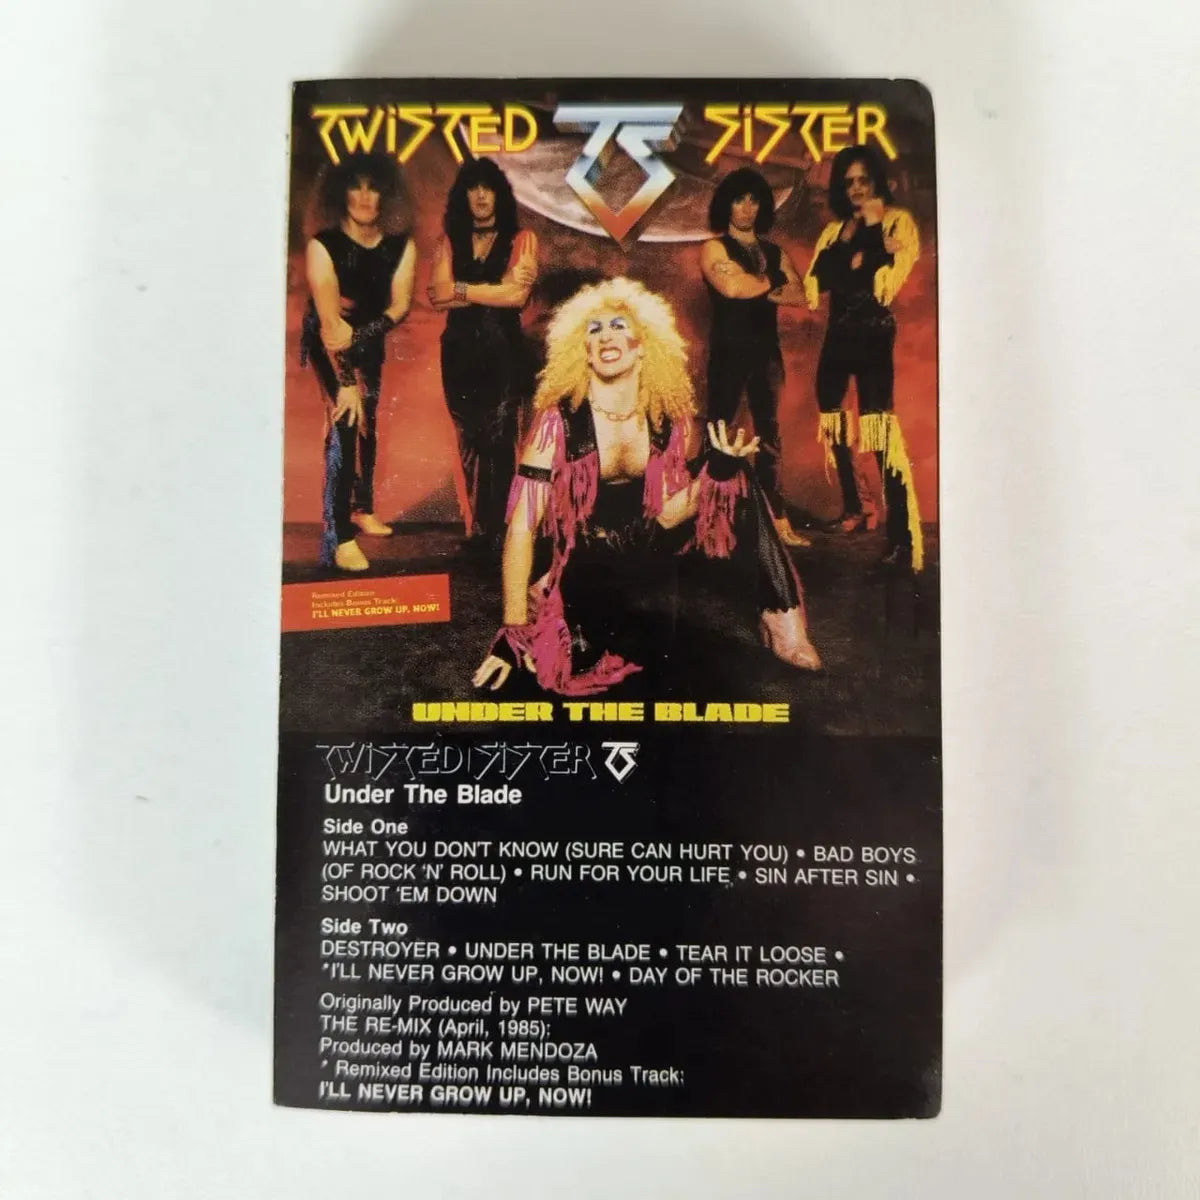 TWISTED TS SISTER
Remixed Edition
Includes Bonus Track:
I'LL NEVER GROW UP, NOW!
UNDER THE BLADE
TWISTED SISTER TS
Under The Blade
Side One
WHAT YOU DON'T KNOW (SURE CAN HURT YOU) • BAD BOYS
(OF ROCK 'N' ROLL) • RUN FOR YOUR LIFE • SIN AFTER SIN •
SHOOT 'EM DOWN
Side Two
DESTROYER • UNDER THE BLADE • TEAR IT LOOSE •
*I'LL NEVER GROW UP, NOW! • DAY OF THE ROCKER
Originally Produced by PETE WAY
THE RE-MIX (April, 1985):
Produced by MARK MENDOZA
* Remixed Edition Includes Bonus Track:
I'LL NEVER GROW UP, NOW!